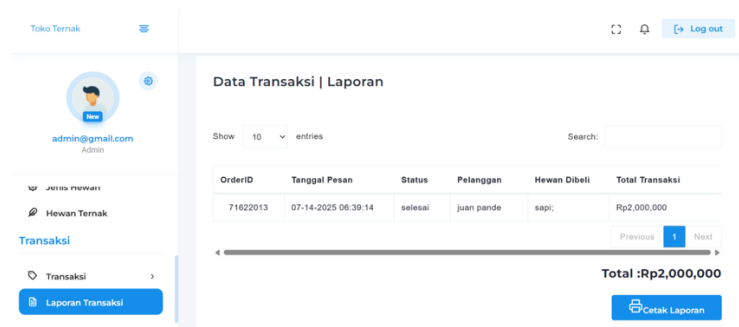 Toko Ternak
Log out
New
admin@gmail.com
Admin
Jenis Hewan
Hewan Ternak
Transaksi
Transaksi
Laporan Transaksi
Data Transaksi | Laporan
Show 10 entries
Search:
OrderID Tanggal Pesan Status Pelanggan Hewan Dibeli Total Transaksi
71622013 07-14-2025 06:39:14 selesai juan pande sapi; Rp2,000,000
Previous 1 Next
Total :Rp2,000,000
Cetak Laporan